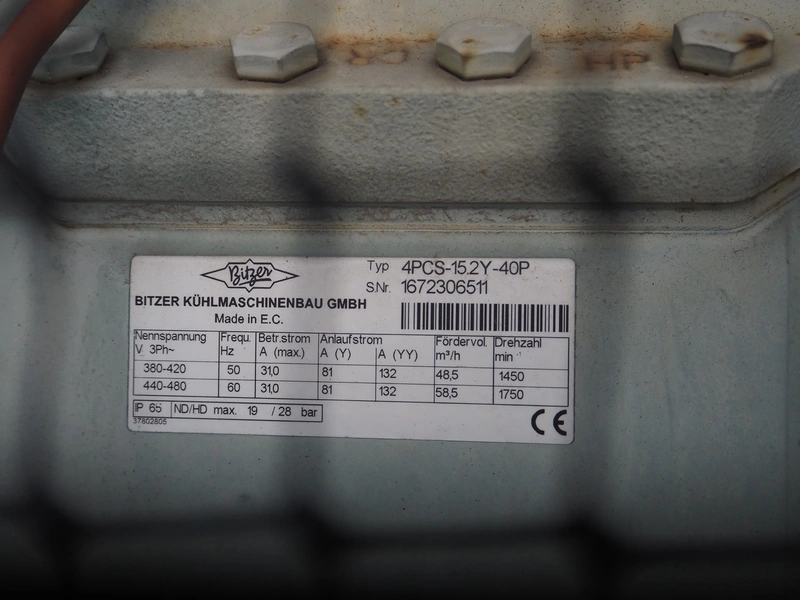 HP
Bitzer
Typ 4PCS-15.2Y-40P
S.Nr. 1672306511
BITZER KÜHLMASCHINENBAU GMBH
Made in E.C.
Nennspannung Frequ. Betr.strom Anlaufstrom Fördervol. Drehzahl
V 3Ph~ Hz A (max.) A (Y) A (YY) m³/h min⁻
380-420 50 31,0 81 132 48,5 1450
440-480 60 31,0 81 132 58,5 1750
IP 65 ND/HD max. 19 / 28 bar
37802805
CE